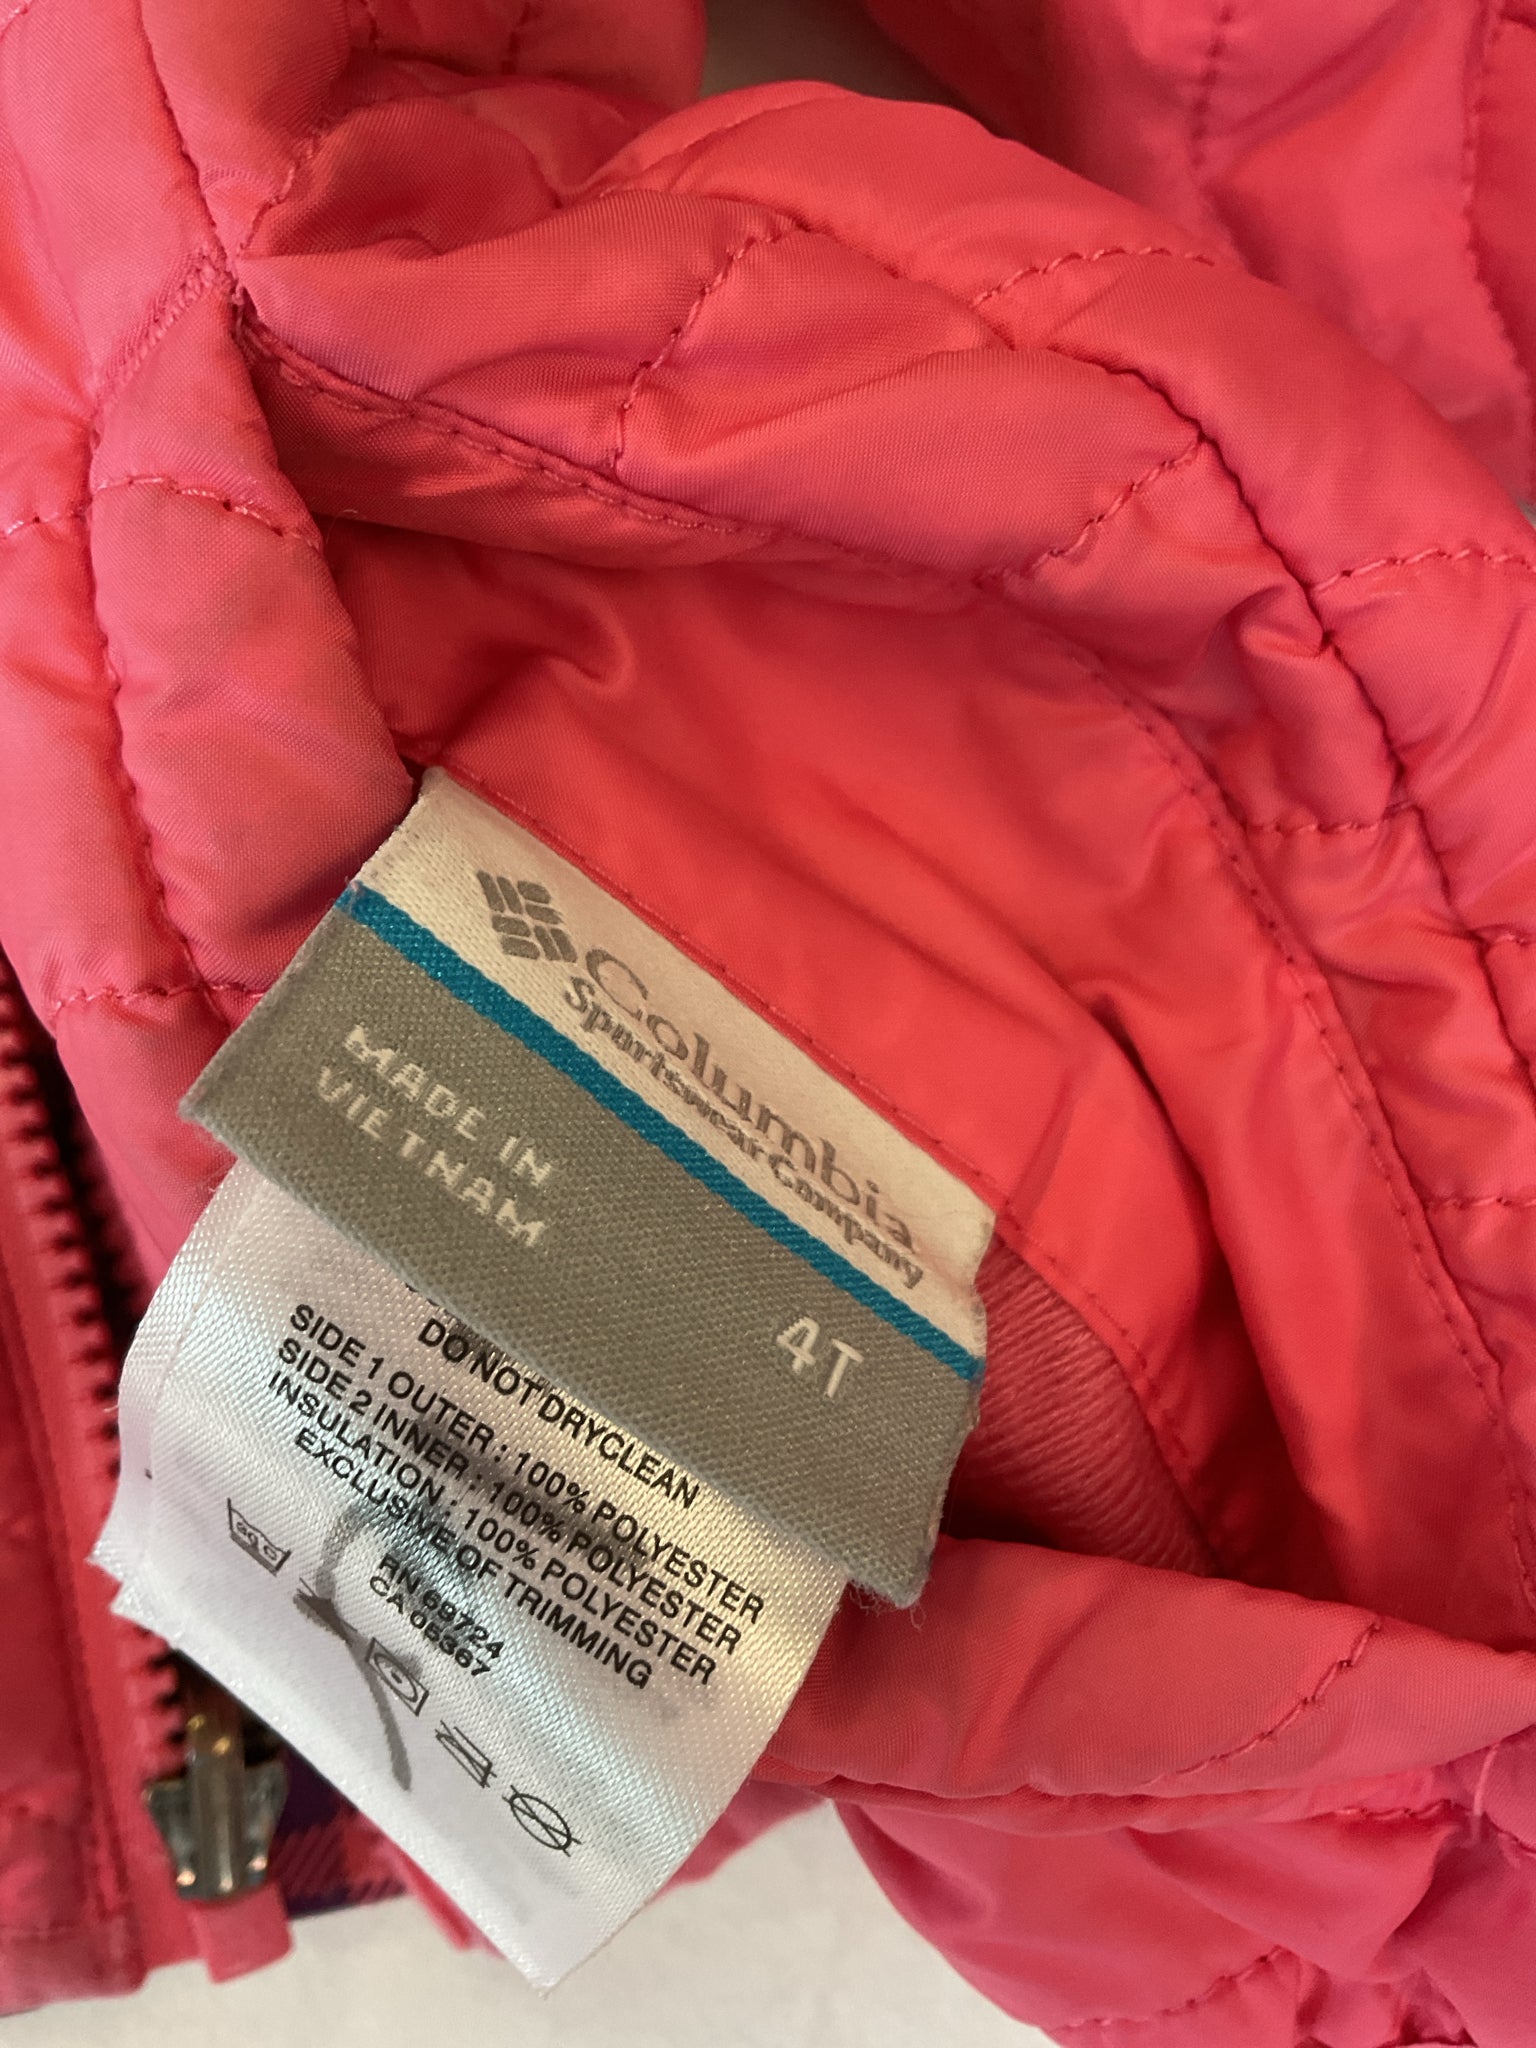 Columbia
Sportswear Company
MADE IN
VIETNAM
4T
DO NOT DRYCLEAN
SIDE 1 OUTER : 100% POLYESTER
SIDE 2 INNER : 100% POLYESTER
INSULATION : 100% POLYESTER
EXCLUSIVE OF TRIMMING
RN 69724
CA 05367